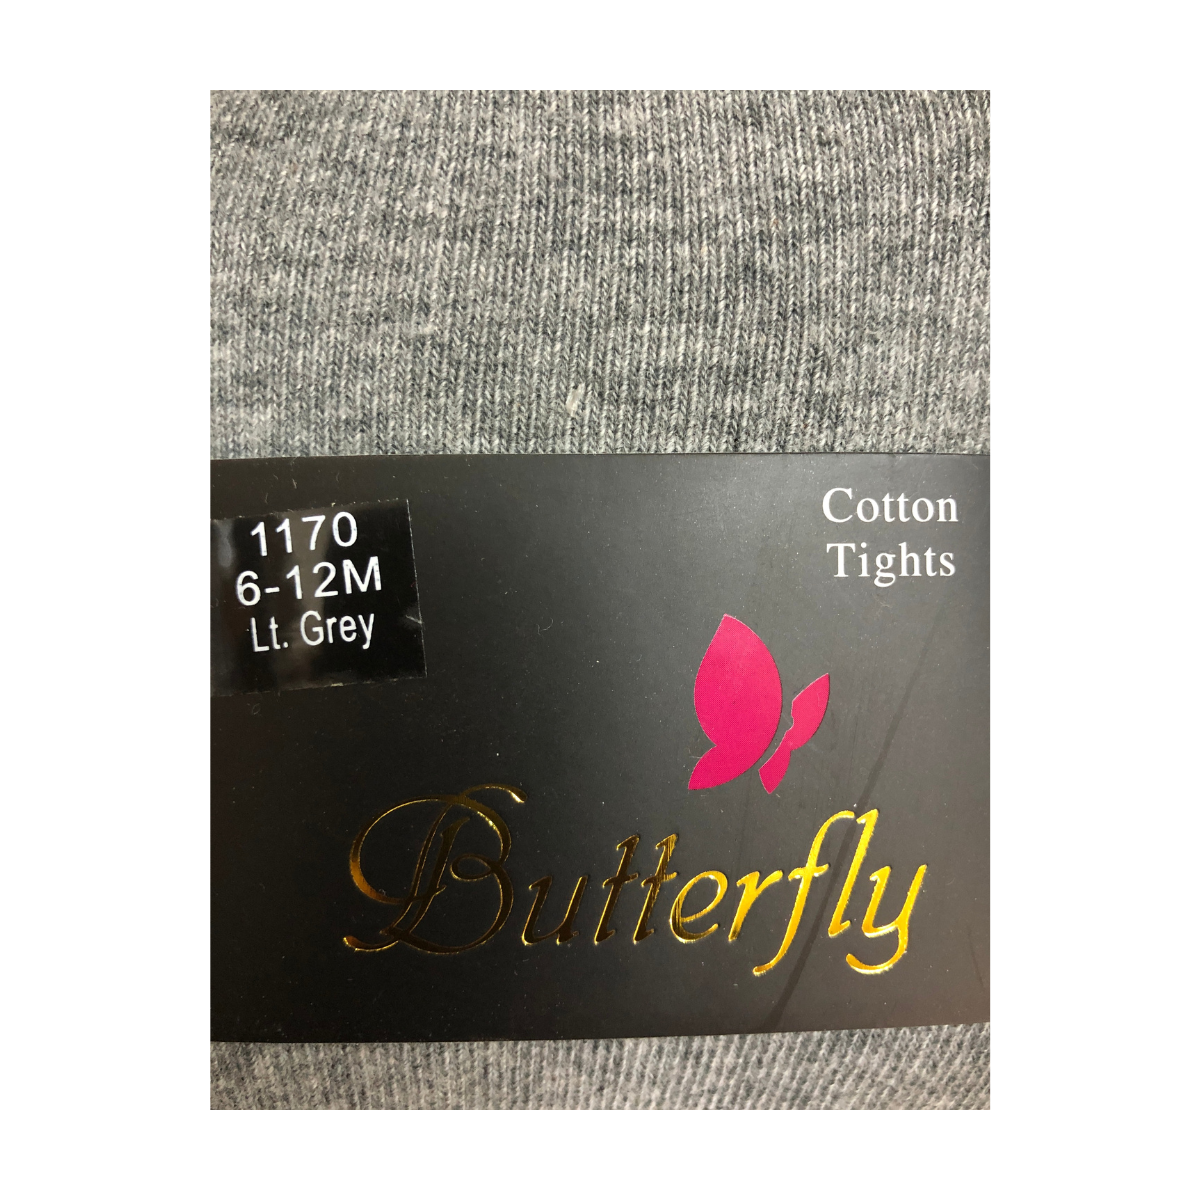 1170
6-12M
Lt. Grey
Cotton
Tights
Butterfly